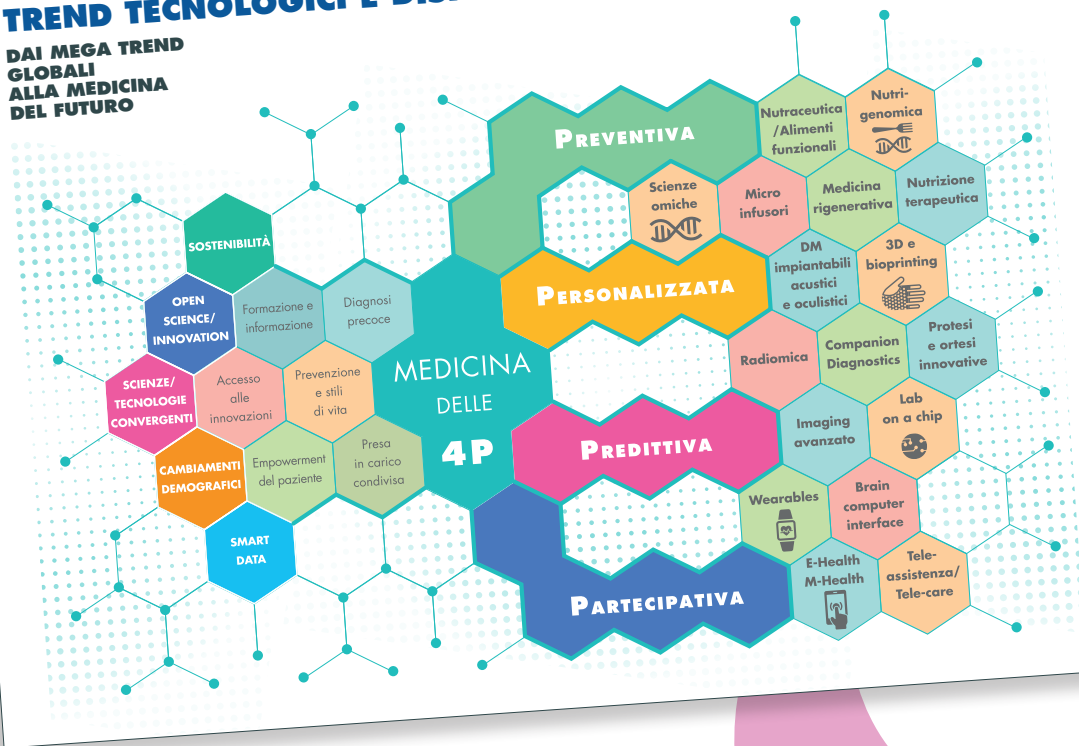 TREND TECNOLOGICI E
DAI MEGA TREND
GLOBALI
ALLA MEDICINA
DEL FUTURO
SOSTENIBILITÀ
OPEN
SCIENCE/
INNOVATION
SCIENZE/
TECNOLOGIE
CONVERGENTI
CAMBIAMENTI
DEMOGRAFICI
SMART
DATA
Formazione e
informazione
Diagnosi
precoce
Accesso
alle
innovazioni
Prevenzione
e stili
di vita
Empowerment
del paziente
Presa
in carico
condivisa
MEDICINA
DELLE
4P
PREVENTIVA
PERSONALIZZATA
PREDITTIVA
PARTECIPATIVA
Nutraceutica
/Alimenti
funzionali
Nutri-
genomica
Scienze
omiche
Micro
infusori
Medicina
rigenerativa
Nutrizione
terapeutica
DM
impiantabili
acustici
e oculistici
3D e
bioprinting
Radiomica
Companion
Diagnostics
Protesi
e ortesi
innovative
Imaging
avanzato
Lab
on a chip
Wearables
Brain
computer
interface
E-Health
M-Health
Tele-
assistenza/
Tele-care